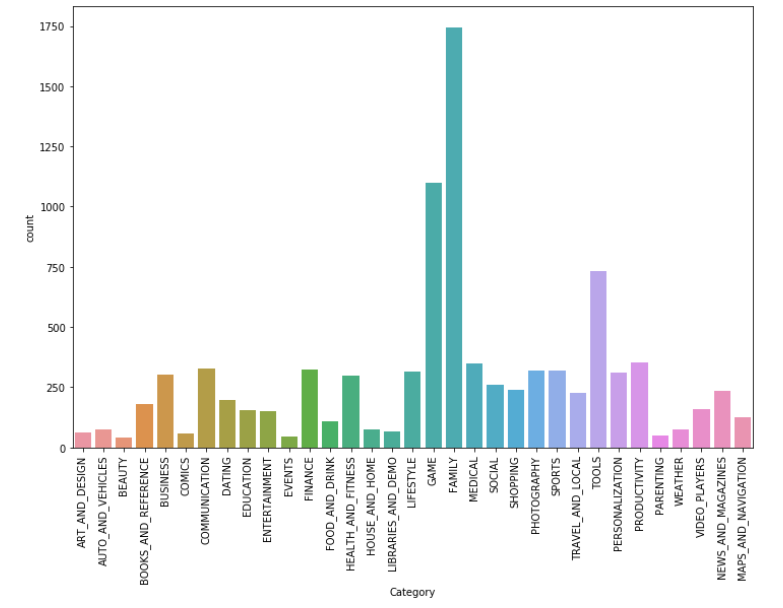 1750
1500
1250
1000
750
500
250
0
count
ART_AND_DESIGN
AUTO_AND_VEHICLES
BEAUTY
BOOKS_AND_REFERENCE
BUSINESS
COMICS
COMMUNICATION
DATING
EDUCATION
ENTERTAINMENT
EVENTS
FINANCE
FOOD_AND_DRINK
HEALTH_AND_FITNESS
HOUSE_AND_HOME
LIBRARIES_AND_DEMO
LIFESTYLE
GAME
FAMILY
MEDICAL
SOCIAL
SHOPPING
PHOTOGRAPHY
SPORTS
TRAVEL_AND_LOCAL
TOOLS
PERSONALIZATION
PRODUCTIVITY
PARENTING
WEATHER
VIDEO_PLAYERS
NEWS_AND_MAGAZINES
MAPS_AND_NAVIGATION
Category